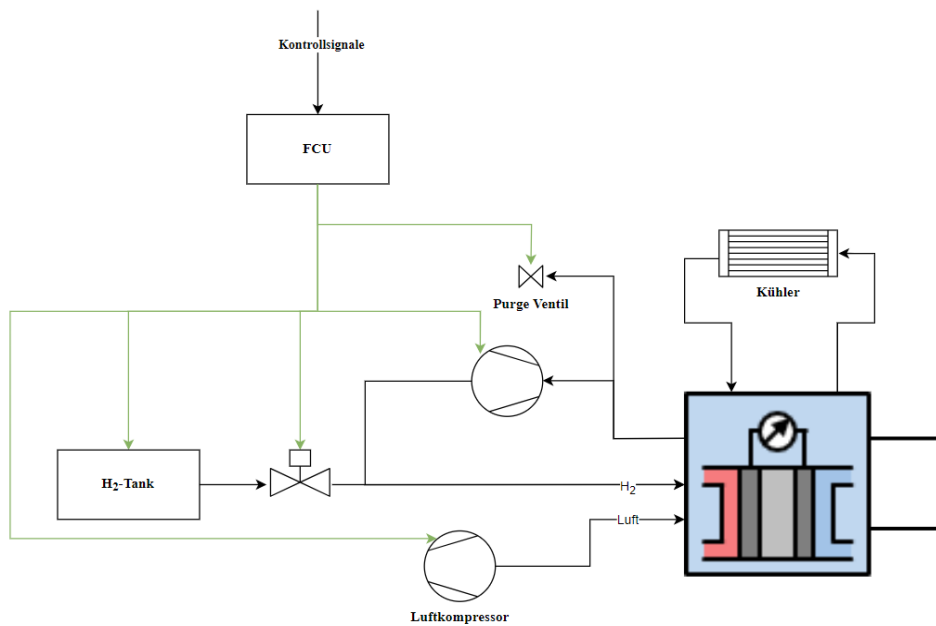 Kontrollsignale
FCU
Purge Ventil
Kühler
H₂-Tank
H₂
Luft
Luftkompressor